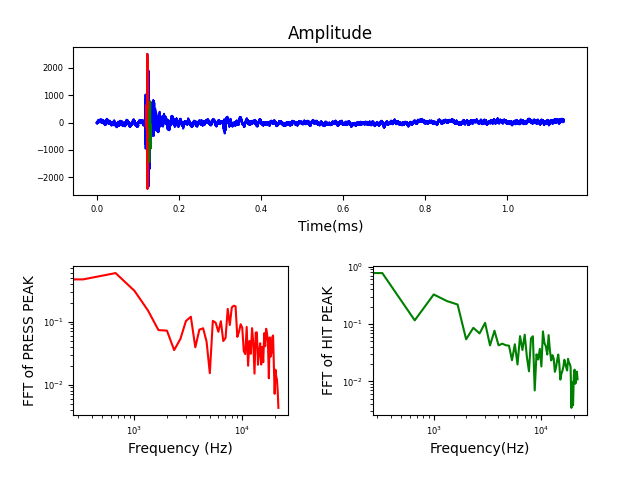 Amplitude
2000
1000
0
−1000
−2000
0.0 0.2 0.4 0.6 0.8 1.0
Time(ms)
FFT of PRESS PEAK
10⁻¹
10⁻²
10³ 10⁴
Frequency (Hz)
FFT of HIT PEAK
10⁰
10⁻¹
10⁻²
10³ 10⁴
Frequency(Hz)